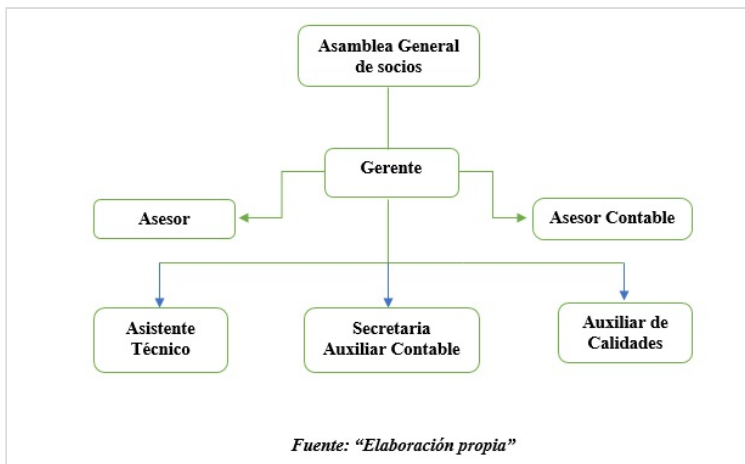 Asamblea General
de socios
Gerente
Asesor
Asesor Contable
Asistente
Técnico
Secretaria
Auxiliar Contable
Auxiliar de
Calidades
Fuente: “Elaboración propia”